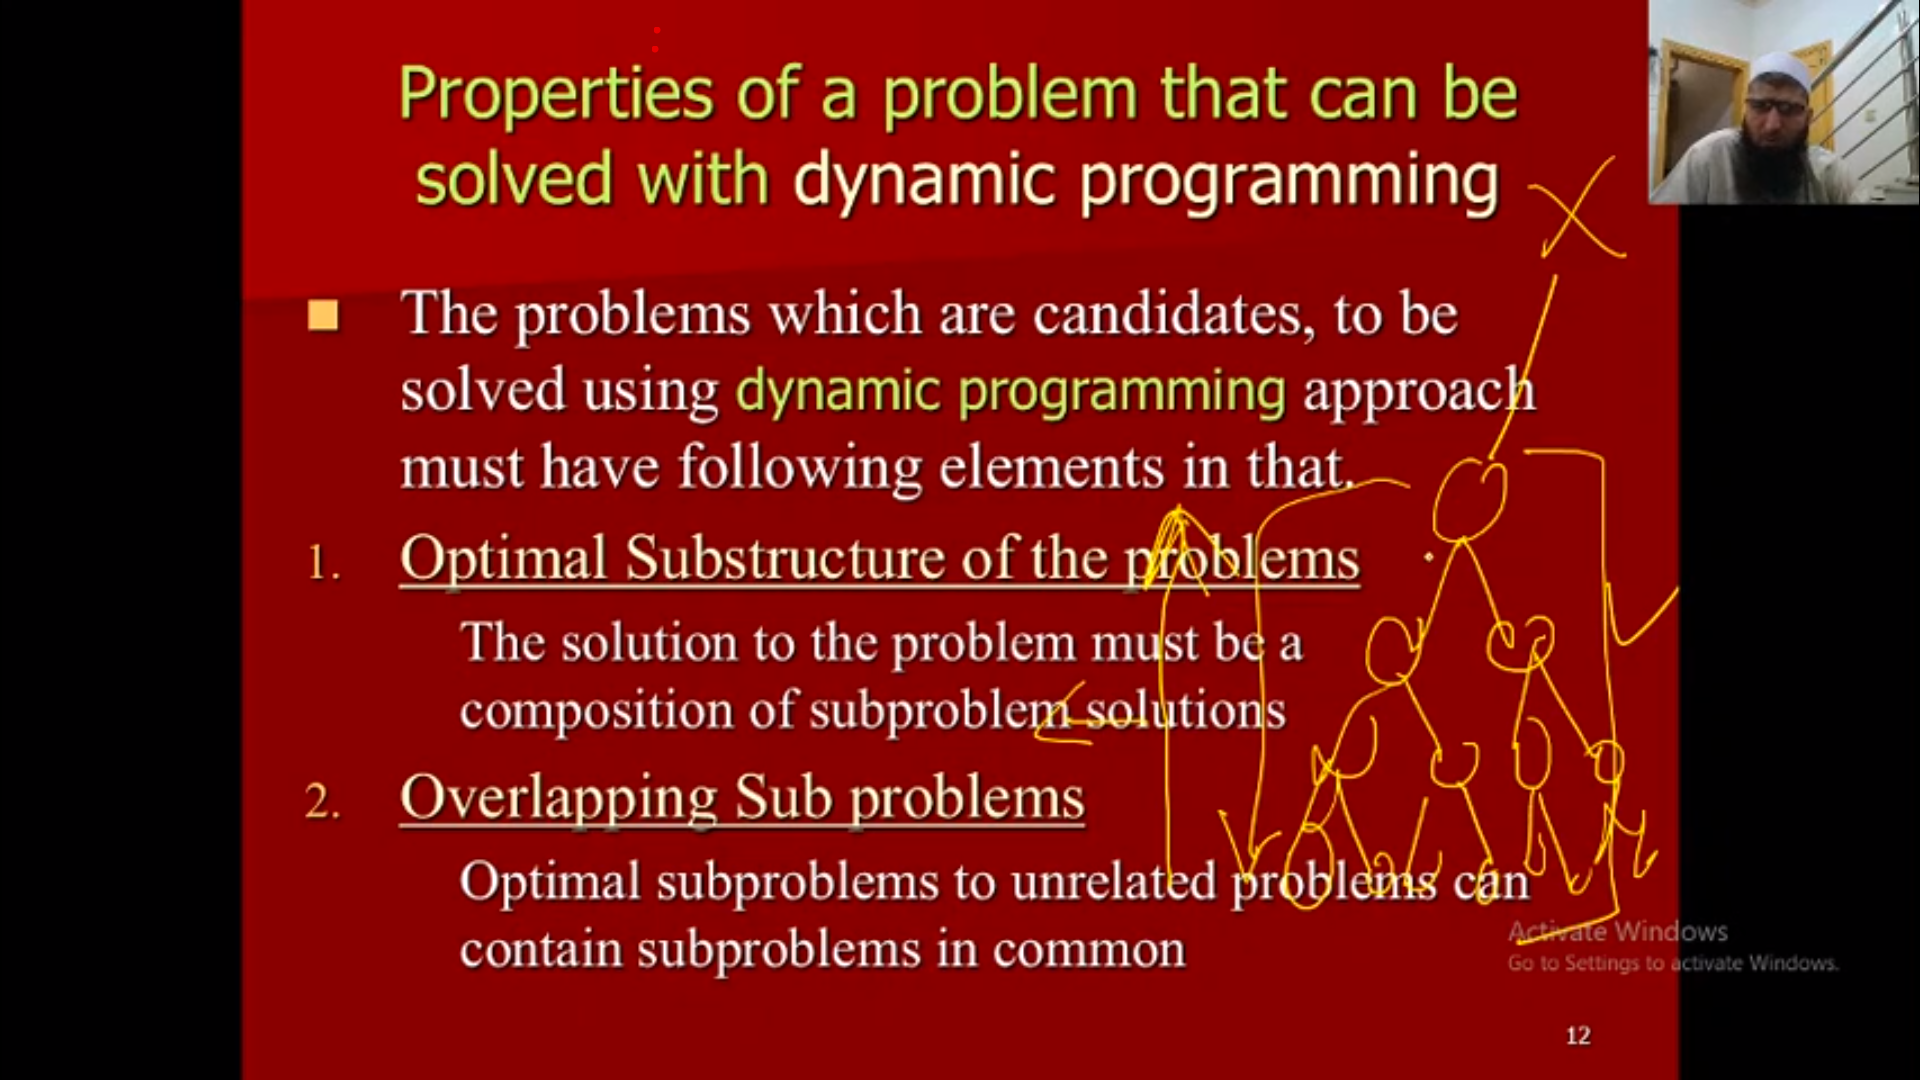 Properties of a problem that can be
solved with dynamic programming
The problems which are candidates, to be
solved using dynamic programming approach
must have following elements in that.
1. Optimal Substructure of the problems
The solution to the problem must be a
composition of subproblem solutions
2. Overlapping Sub problems
Optimal subproblems to unrelated problems can
contain subproblems in common
Activate Windows
Go to Settings to activate Windows.
12